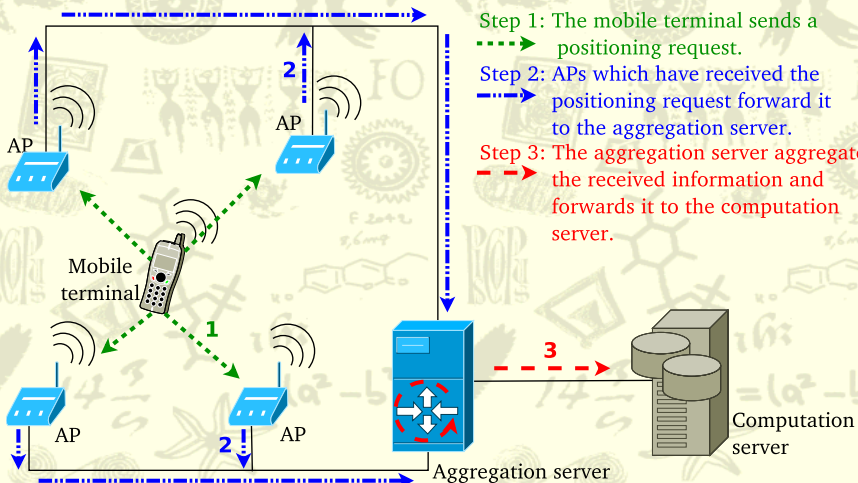 Step 1: The mobile terminal sends a
positioning request.
2
Step 2: APs which have received the
positioning request forward it
to the aggregation server.
AP
AP
Step 3: The aggregation server aggregate
the received information and
forwards it to the computation
server.
Mobile
terminal
1
3
AP
AP
2
Computation
server
Aggregation server